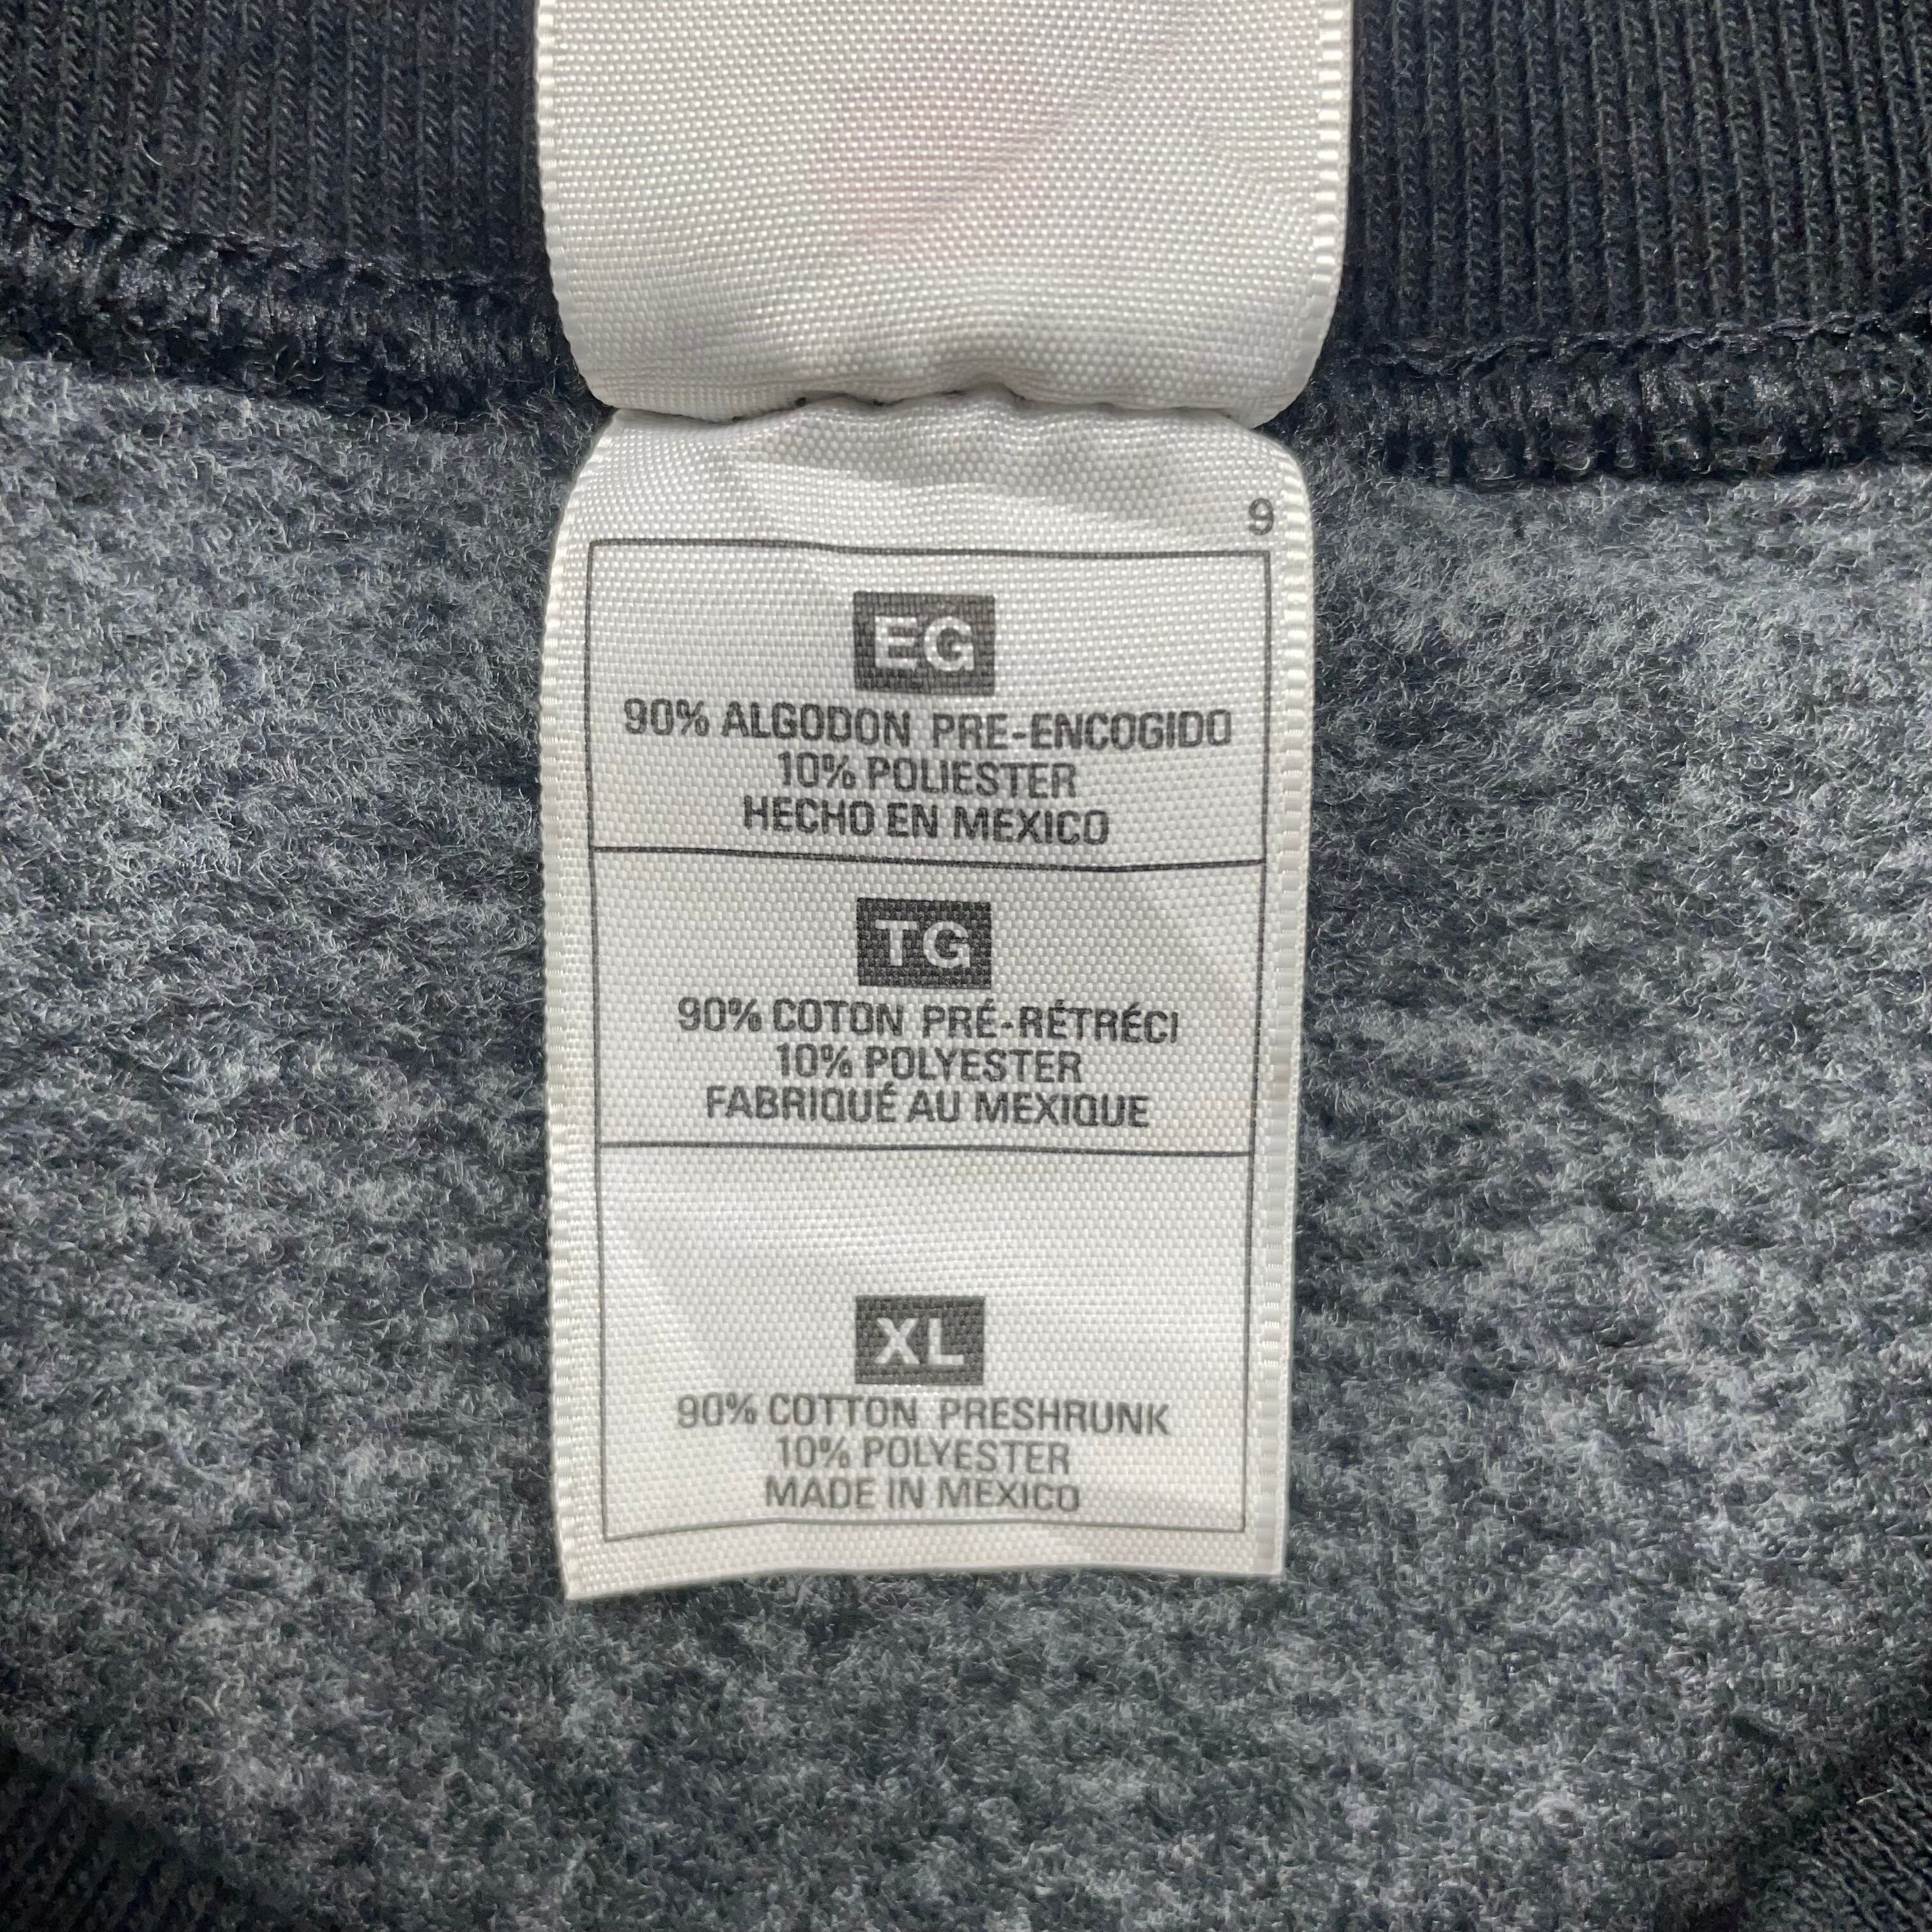 9
EG
90% ALGODON PRE-ENCOGIDO
10% POLIESTER
HECHO EN MEXICO
TG
90% COTON PRÉ-RÉTRÉCI
10% POLYESTER
FABRIQUÉ AU MEXIQUE
XL
90% COTTON PRESHRUNK
10% POLYESTER
MADE IN MEXICO